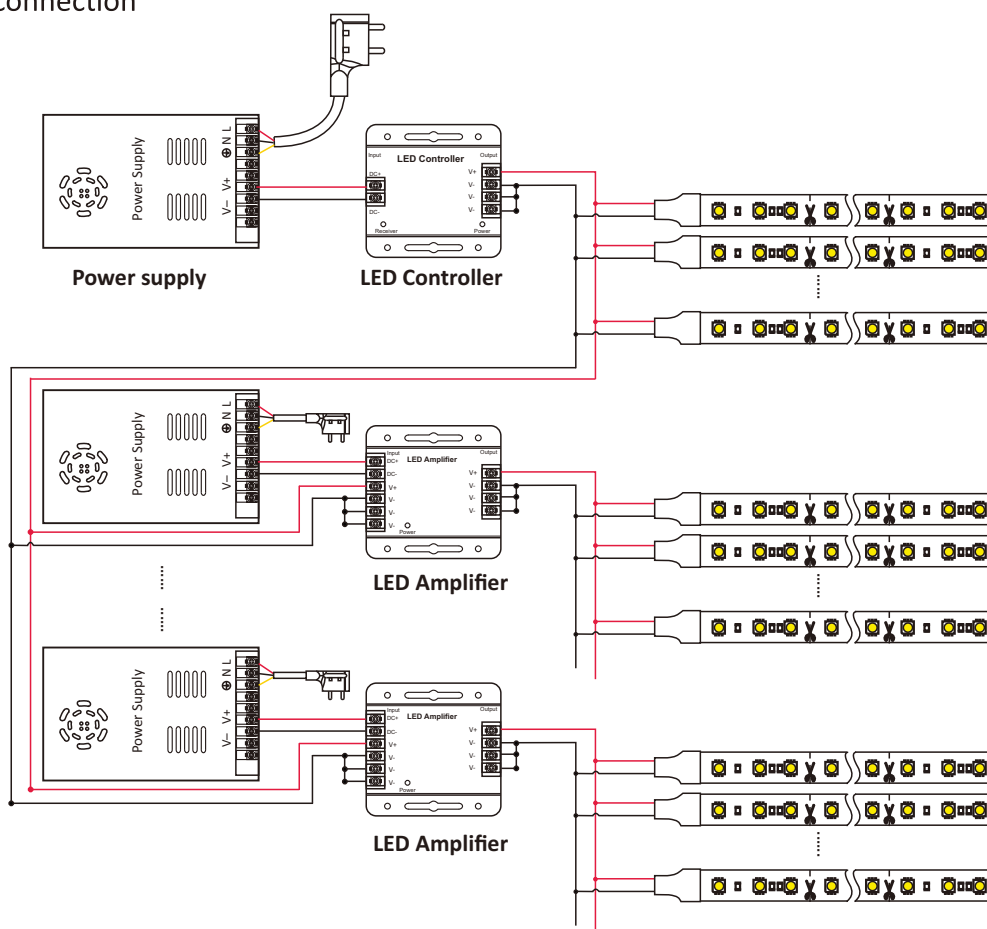 connection
Power Supply
L
N
V+
V−
Power supply
Input
LED Controller
Output
DC+
DC-
V+
V-
V-
V-
Receiver
Power
LED Controller
Power Supply
L
N
V+
V−
Input
LED Amplifier
Output
DC+
DC-
V+
V-
V-
V+
V-
V-
V-
Power
LED Amplifier
Power Supply
L
N
V+
V−
Input
LED Amplifier
Output
DC+
DC-
V+
V-
V-
V-
V+
V-
V-
V-
Power
LED Amplifier